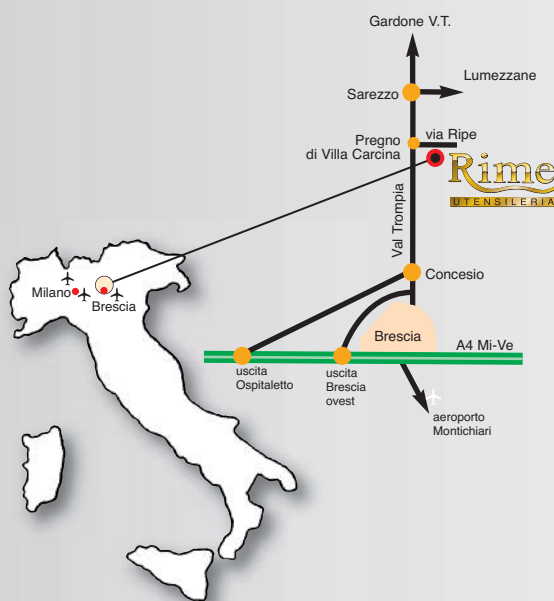 Gardone V.T.
Lumezzane
Sarezzo
Pregno
di Villa Carcina
via Ripe
Rime
UTENSILERIA
Val Trompia
Concesio
Milano
Brescia
Brescia
A4 Mi-Ve
uscita
Ospitaletto
uscita
Brescia
ovest
aeroporto
Montichiari